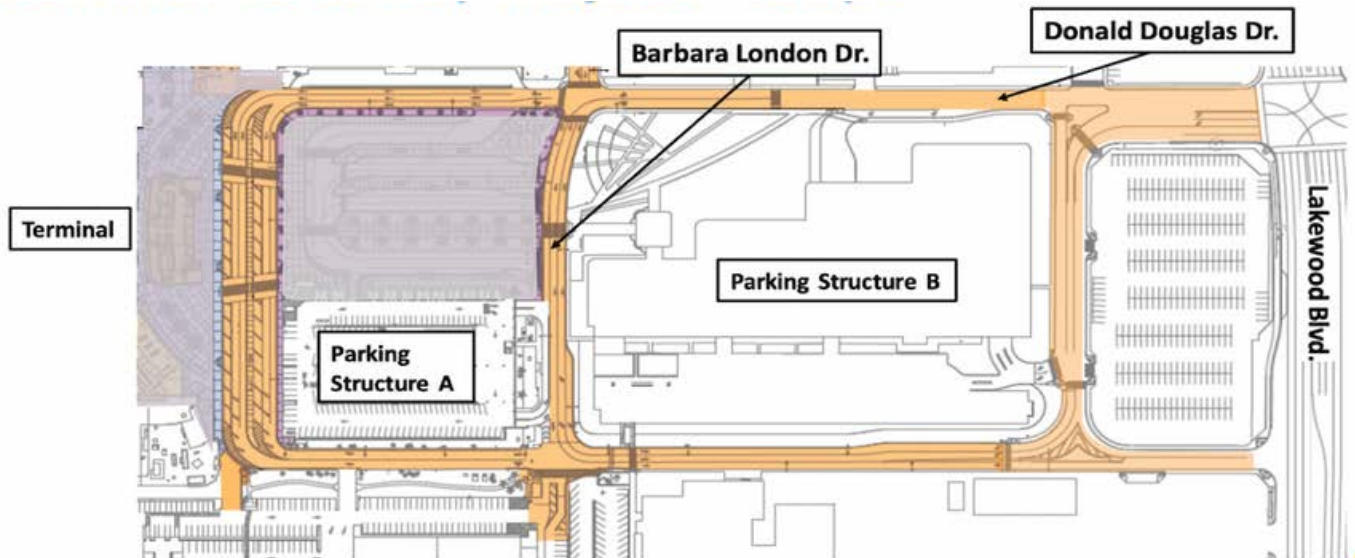 Donald Douglas Dr.
Barbara London Dr.
Terminal
Lakewood Blvd.
Parking Structure B
Parking
Structure A